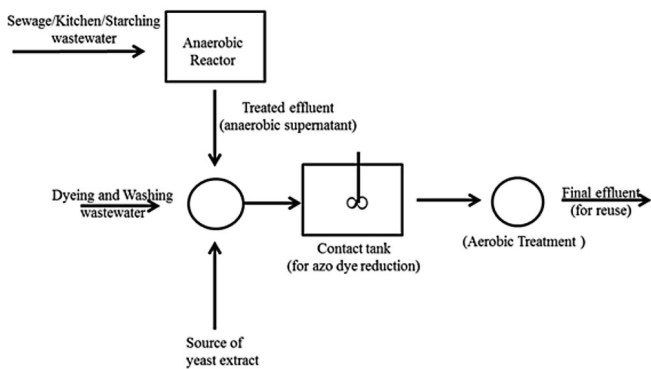 Sewage/Kitchen/Starching
wastewater
Anaerobic
Reactor
Treated effluent
(anaerobic supernatant)
Dyeing and Washing
wastewater
Contact tank
(for azo dye reduction)
(Aerobic Treatment )
Final effluent
(for reuse)
Source of
yeast extract